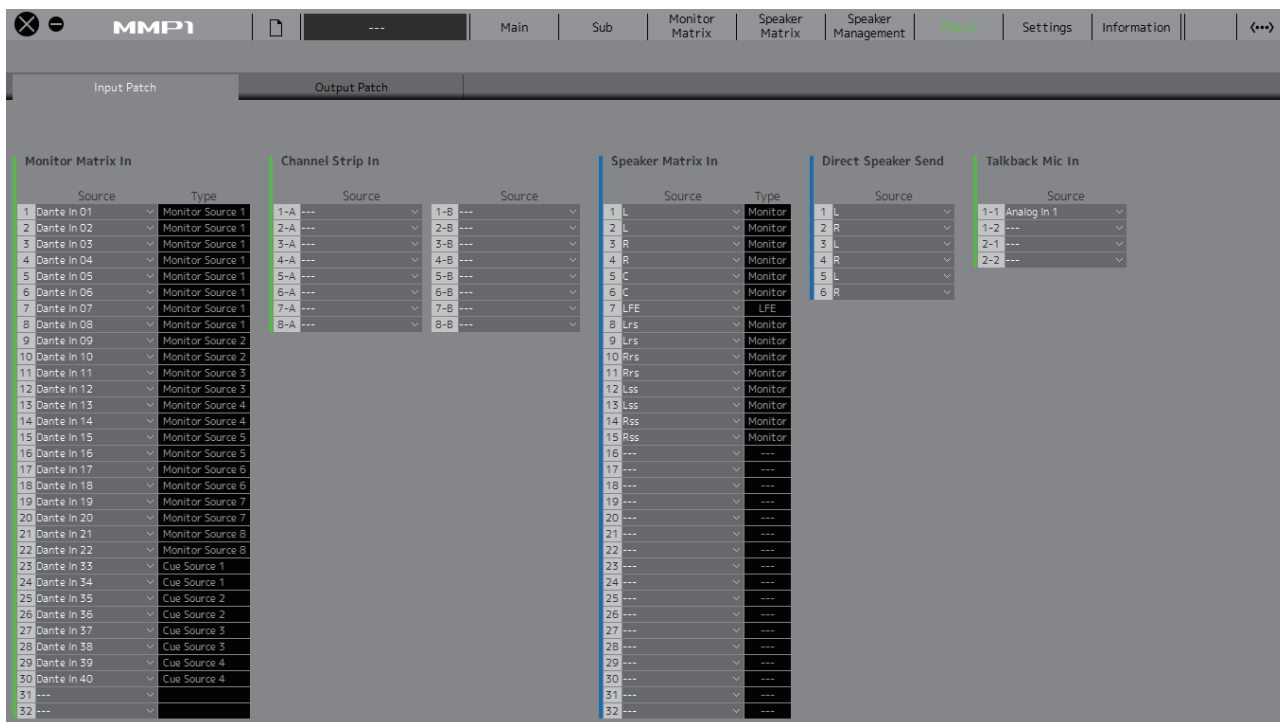 MMP1 --- Main Sub Monitor Matrix Speaker Matrix Speaker Management Patch Settings Information
Input Patch Output Patch
Monitor Matrix In Channel Strip In Speaker Matrix In Direct Speaker Send Talkback Mic In
Source Type Source Source Source Type Source Source
1 Dante In 01 Monitor Source 1 1-A --- 1-B --- 1 L Monitor 1 L 1-1 Analog In 1
2 Dante In 02 Monitor Source 1 2-A --- 2-B --- 2 L Monitor 2 R 1-2 ---
3 Dante In 03 Monitor Source 1 3-A --- 3-B --- 3 R Monitor 3 L 2-1 ---
4 Dante In 04 Monitor Source 1 4-A --- 4-B --- 4 R Monitor 4 R 2-2 ---
5 Dante In 05 Monitor Source 1 5-A --- 5-B --- 5 C Monitor 5 L
6 Dante In 06 Monitor Source 1 6-A --- 6-B --- 6 C Monitor 6 R
7 Dante In 07 Monitor Source 1 7-A --- 7-B --- 7 LFE LFE
8 Dante In 08 Monitor Source 1 8-A --- 8-B --- 8 Lrs Monitor
9 Dante In 09 Monitor Source 2 9 Lrs Monitor
10 Dante In 10 Monitor Source 2 10 Rrs Monitor
11 Dante In 11 Monitor Source 3 11 Rrs Monitor
12 Dante In 12 Monitor Source 3 12 Lss Monitor
13 Dante In 13 Monitor Source 4 13 Lss Monitor
14 Dante In 14 Monitor Source 4 14 Rss Monitor
15 Dante In 15 Monitor Source 5 15 Rss Monitor
16 Dante In 16 Monitor Source 5 16 --- ---
17 Dante In 17 Monitor Source 6 17 --- ---
18 Dante In 18 Monitor Source 6 18 --- ---
19 Dante In 19 Monitor Source 7 19 --- ---
20 Dante In 20 Monitor Source 7 20 --- ---
21 Dante In 21 Monitor Source 8 21 --- ---
22 Dante In 22 Monitor Source 8 22 --- ---
23 Dante In 33 Cue Source 1 23 --- ---
24 Dante In 34 Cue Source 1 24 --- ---
25 Dante In 35 Cue Source 2 25 --- ---
26 Dante In 36 Cue Source 2 26 --- ---
27 Dante In 37 Cue Source 3 27 --- ---
28 Dante In 38 Cue Source 3 28 --- ---
29 Dante In 39 Cue Source 4 29 --- ---
30 Dante In 40 Cue Source 4 30 --- ---
31 --- 31 --- ---
32 --- 32 --- ---